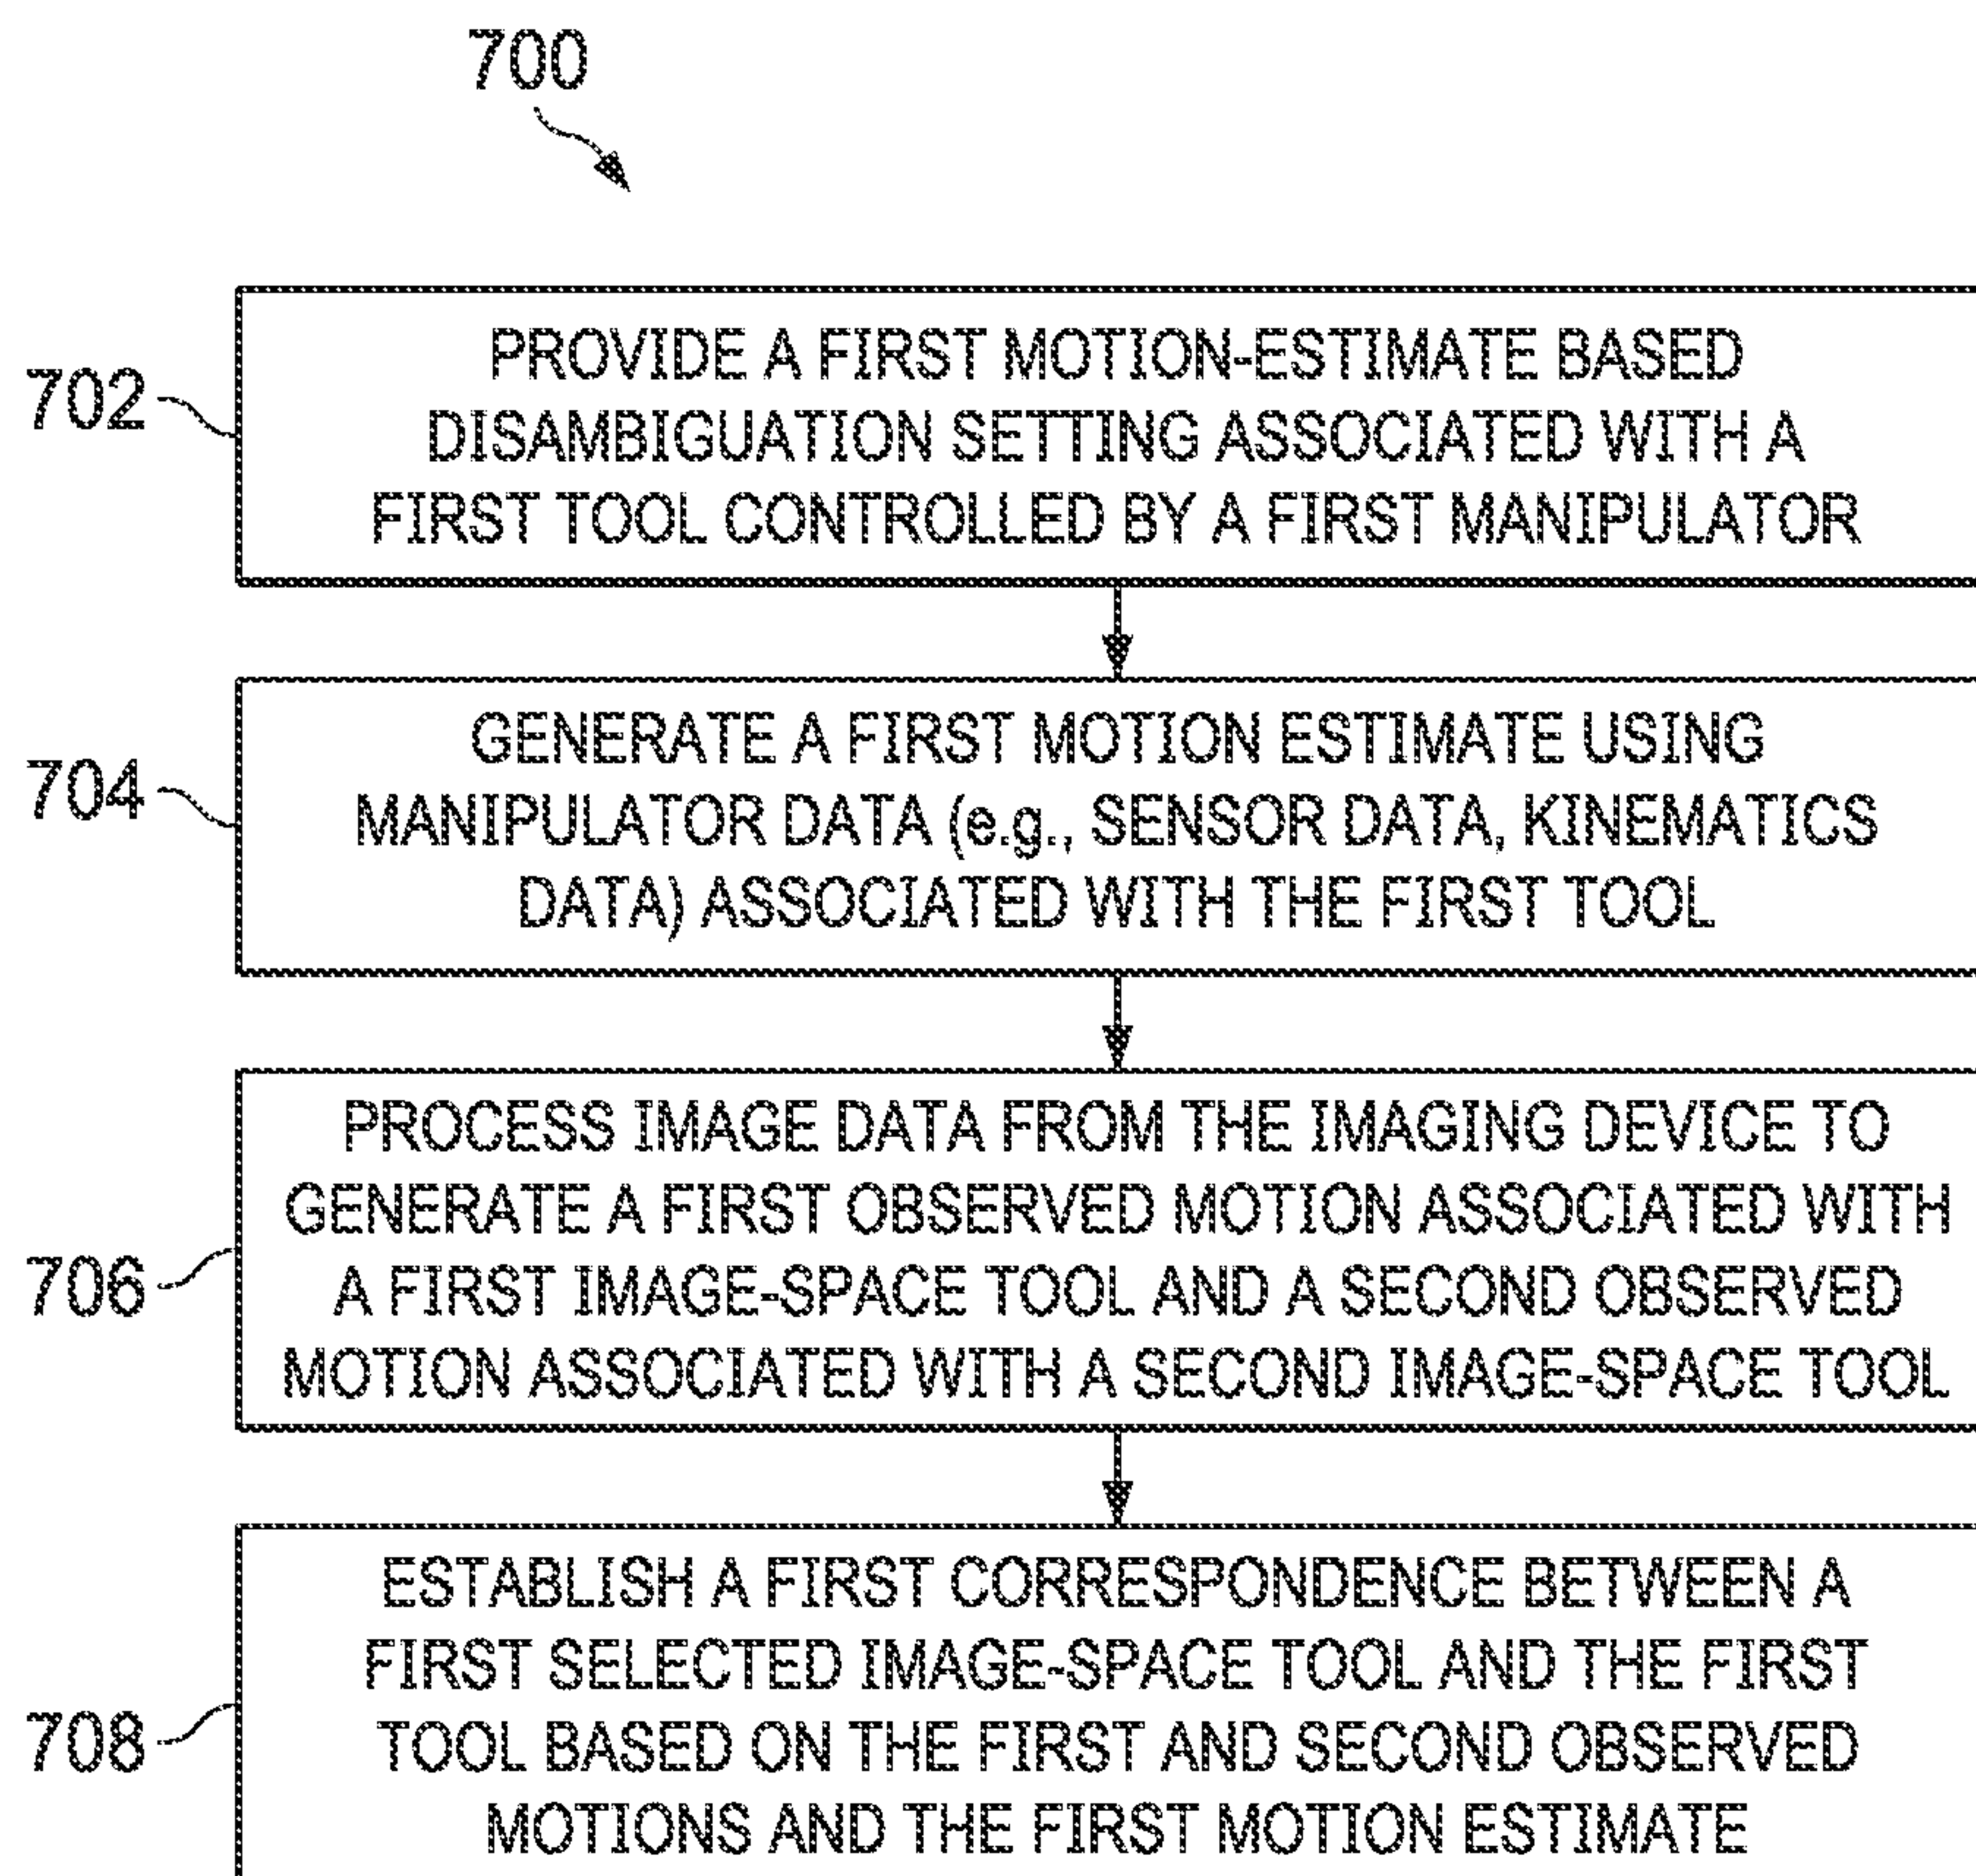 700
702
PROVIDE A FIRST MOTION-ESTIMATE BASED
DISAMBIGUATION SETTING ASSOCIATED WITH A
FIRST TOOL CONTROLLED BY A FIRST MANIPULATOR
704
GENERATE A FIRST MOTION ESTIMATE USING
MANIPULATOR DATA (e.g., SENSOR DATA, KINEMATICS
DATA) ASSOCIATED WITH THE FIRST TOOL
706
PROCESS IMAGE DATA FROM THE IMAGING DEVICE TO
GENERATE A FIRST OBSERVED MOTION ASSOCIATED WITH
A FIRST IMAGE-SPACE TOOL AND A SECOND OBSERVED
MOTION ASSOCIATED WITH A SECOND IMAGE-SPACE TOOL
708
ESTABLISH A FIRST CORRESPONDENCE BETWEEN A
FIRST SELECTED IMAGE-SPACE TOOL AND THE FIRST
TOOL BASED ON THE FIRST AND SECOND OBSERVED
MOTIONS AND THE FIRST MOTION ESTIMATE